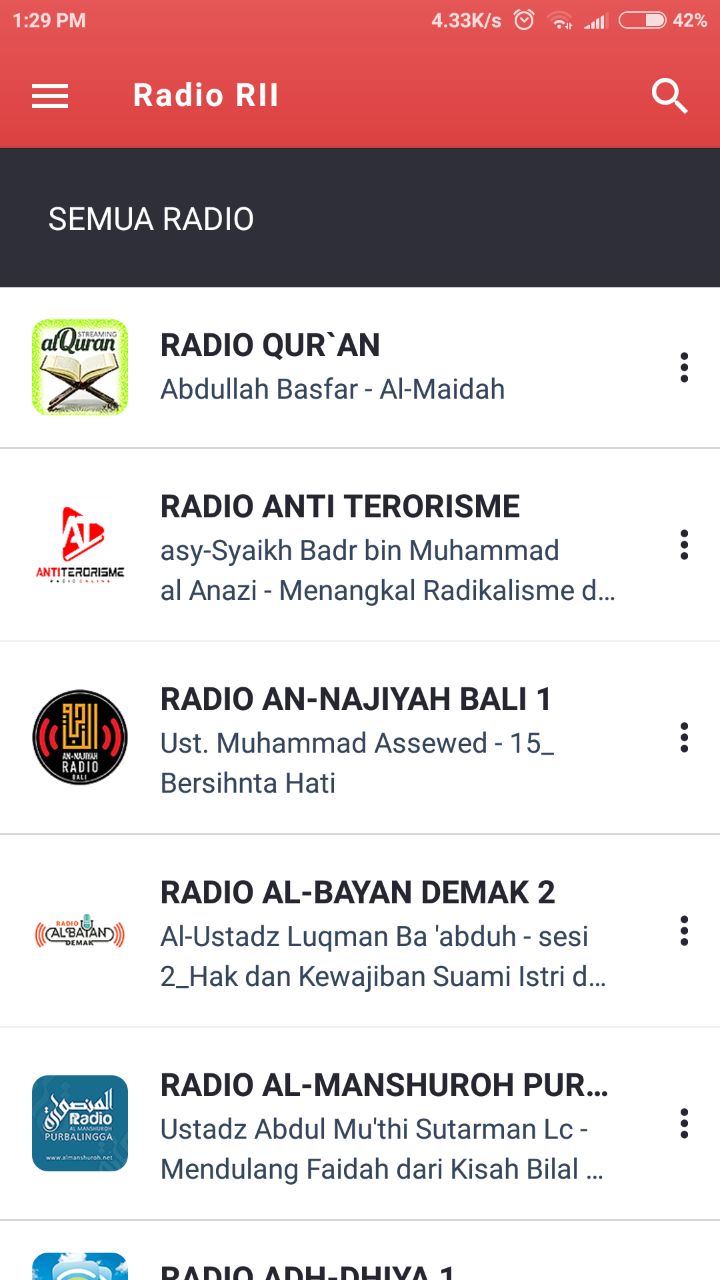 1:29 PM 4.33K/s 42%
Radio RII
SEMUA RADIO
STREAMING
alQuran
RADIO QUR`AN
Abdullah Basfar - Al-Maidah
RADIO ANTI TERORISME
asy-Syaikh Badr bin Muhammad
al Anazi - Menangkal Radikalisme d...
AT
ANTITERORISME
RADIO ONLINE
RADIO AN-NAJIYAH BALI 1
Ust. Muhammad Assewed - 15_
Bersihnta Hati
AN-NAJIYAH
RADIO
BALI
RADIO AL-BAYAN DEMAK 2
Al-Ustadz Luqman Ba 'abduh - sesi
2_Hak dan Kewajiban Suami Istri d...
RADIO
ALBAYAN
DEMAK
RADIO AL-MANSHUROH PUR...
Ustadz Abdul Mu'thi Sutarman Lc -
Mendulang Faidah dari Kisah Bilal ...
المنصورة
Radio
AL MANSHUROH
PURBALINGGA
www.almanshuroh.net
RADIO ADH-DHIYA 1